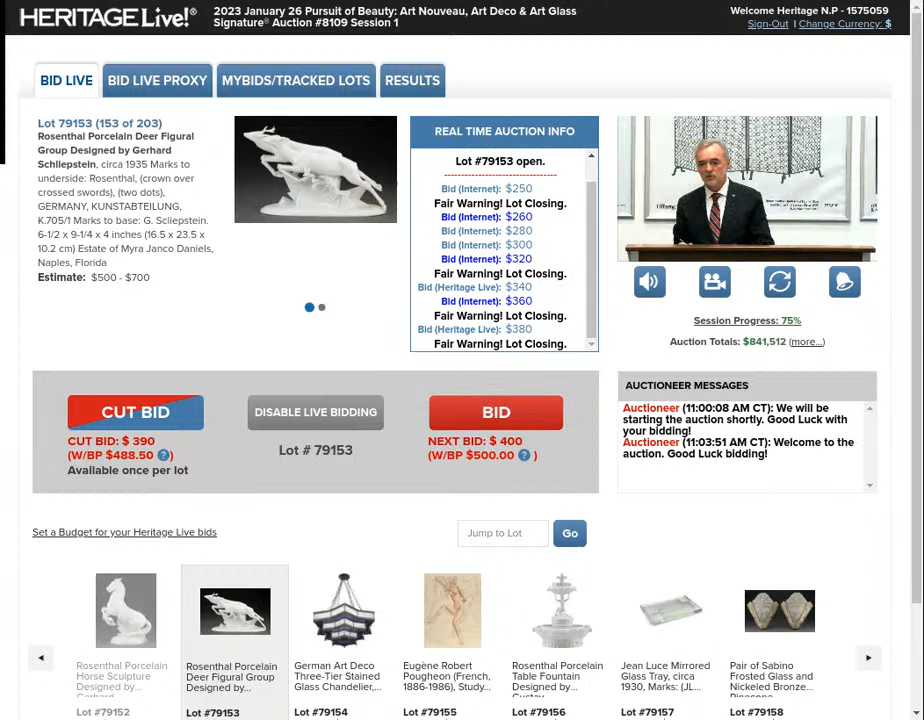 HERITAGE Live!®
2023 January 26 Pursuit of Beauty: Art Nouveau, Art Deco & Art Glass
Signature® Auction #8109 Session 1
Welcome Heritage N.P - 1575059
Sign-Out | Change Currency: $
BID LIVE
BID LIVE PROXY
MYBIDS/TRACKED LOTS
RESULTS
Lot 79153 (153 of 203)
Rosenthal Porcelain Deer Figural
Group Designed by Gerhard
Schliepstein, circa 1935 Marks to
underside: Rosenthal, (crown over
crossed swords), (two dots),
GERMANY, KUNSTABTEILUNG,
K.705/1 Marks to base: G. Scliepstein.
6-1/2 x 9-1/4 x 4 inches (16.5 x 23.5 x
10.2 cm) Estate of Myra Janco Daniels,
Naples, Florida
Estimate: $500 - $700
REAL TIME AUCTION INFO
Lot #79153 open.
--------------------------------
Bid (Internet): $250
Fair Warning! Lot Closing.
Bid (Internet): $260
Bid (Internet): $280
Bid (Internet): $300
Bid (Internet): $320
Fair Warning! Lot Closing.
Bid (Heritage Live): $340
Bid (Internet): $360
Fair Warning! Lot Closing.
Bid (Heritage Live): $380
Fair Warning! Lot Closing.
Session Progress: 75%
Auction Totals: $841,512 (more...)
CUT BID
CUT BID: $ 390
(W/BP $488.50 ?)
Available once per lot
DISABLE LIVE BIDDING
Lot # 79153
BID
NEXT BID: $ 400
(W/BP $500.00 ? )
AUCTIONEER MESSAGES
Auctioneer (11:00:08 AM CT): We will be
starting the auction shortly. Good Luck with
your bidding!
Auctioneer (11:03:51 AM CT): Welcome to the
auction. Good Luck bidding!
Set a Budget for your Heritage Live bids
Jump to Lot
Go
Rosenthal Porcelain
Horse Sculpture
Designed by...
Lot #79152
Rosenthal Porcelain
Deer Figural Group
Designed by...
Lot #79153
German Art Deco
Three-Tier Stained
Glass Chandelier,...
Lot #79154
Eugène Robert
Pougheon (French,
1886-1986), Study...
Lot #79155
Rosenthal Porcelain
Table Fountain
Designed by
Lot #79156
Jean Luce Mirrored
Glass Tray, circa
1930, Marks: (JL...
Lot #79157
Pair of Sabino
Frosted Glass and
Nickeled Bronze...
Lot #79158